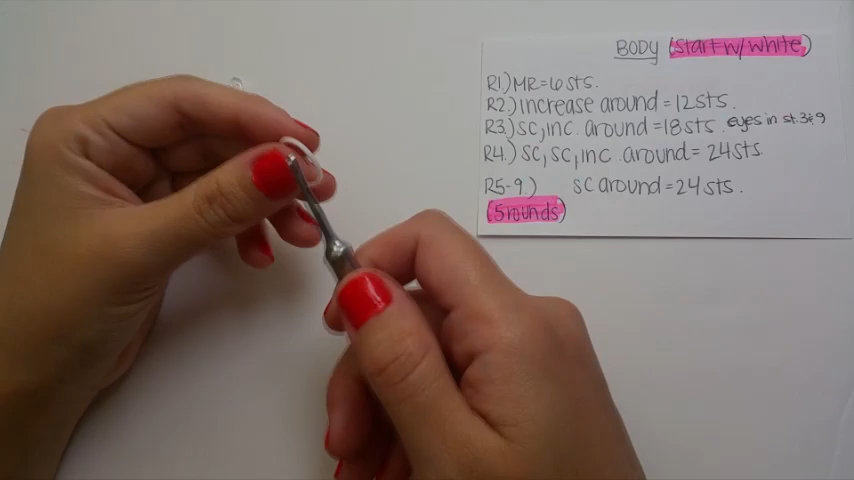 BODY (start w/ white)
R1) MR = 6 sts.
R2) increase around = 12 sts.
R3.) sc, inc. around = 18 sts. eyes in st. 3 & 9
R4.) sc, sc, inc around = 24 sts
R5-9) sc around = 24 sts.
(5 rounds)